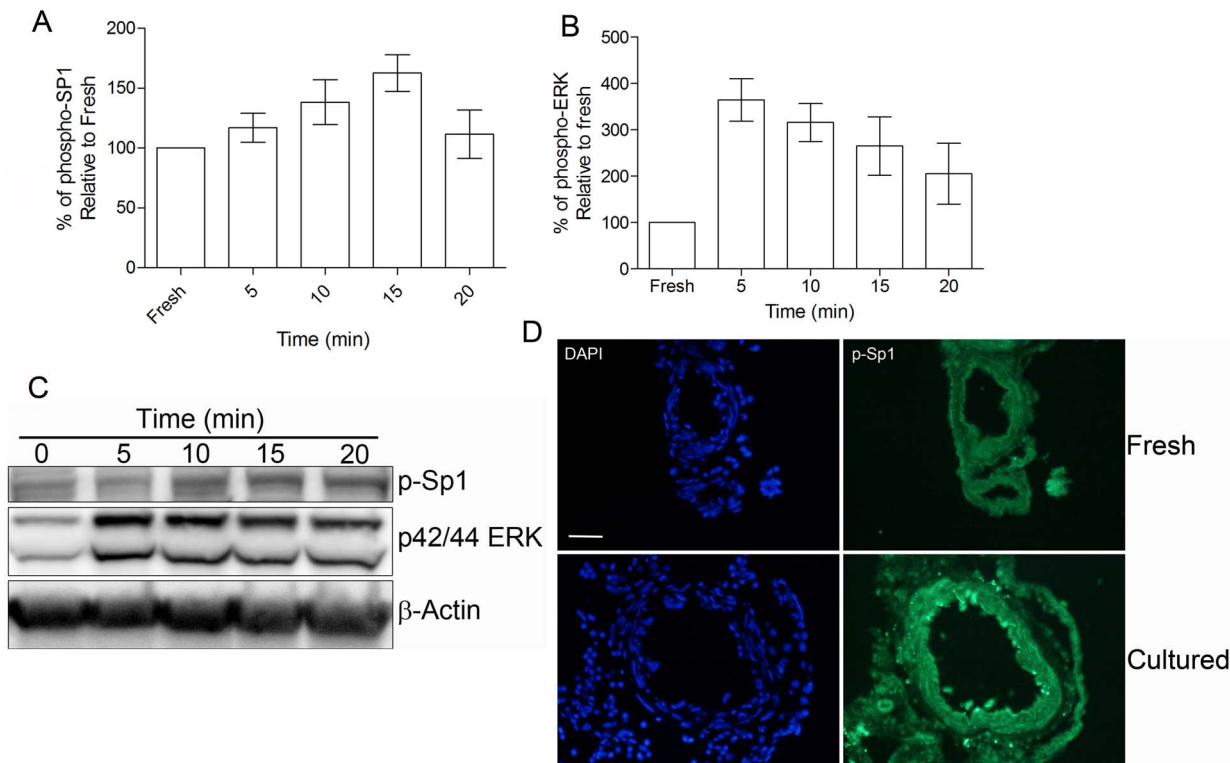 A
% of phospho-SP1
Relative to Fresh
200
150
100
50
0
Fresh 5 10 15 20
Time (min)
B
% of phospho-ERK
Relative to fresh
500
400
300
200
100
0
Fresh 5 10 15 20
Time (min)
C
Time (min)
0 5 10 15 20
p-Sp1
p42/44 ERK
β-Actin
D
DAPI
p-Sp1
Fresh
Cultured